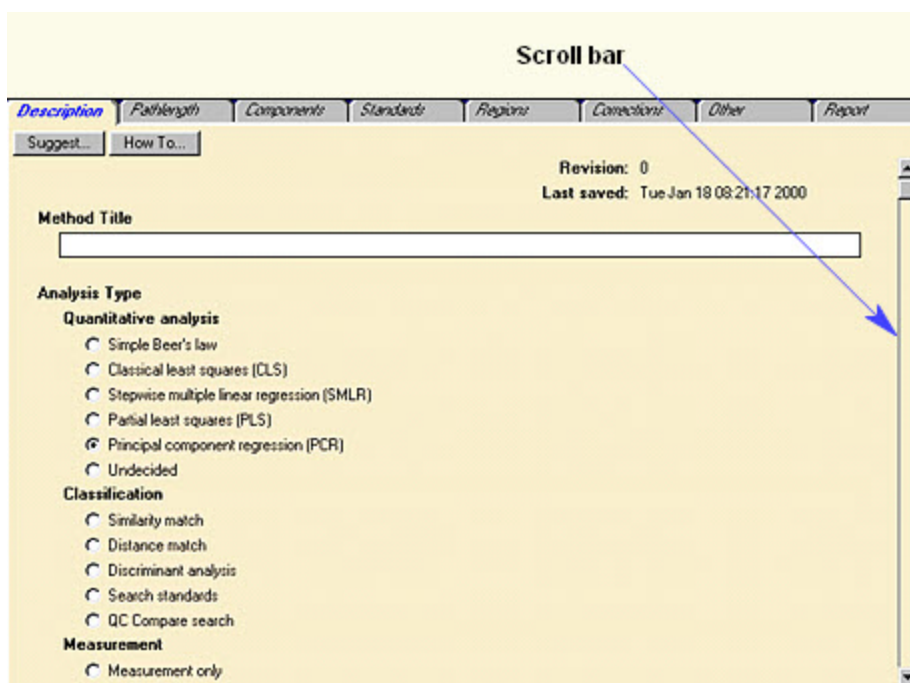 Scroll bar
Description Pathlength Components Standards Regions Corrections Other Report
Suggest... How To...
Revision: 0
Last saved: Tue Jan 18 08:21:17 2000
Method Title
Analysis Type
Quantitative analysis
Simple Beer's law
Classical least squares (CLS)
Stepwise multiple linear regression (SMLR)
Partial least squares (PLS)
Principal component regression (PCR)
Undecided
Classification
Similarity match
Distance match
Discriminant analysis
Search standards
QC Compare search
Measurement
Measurement only